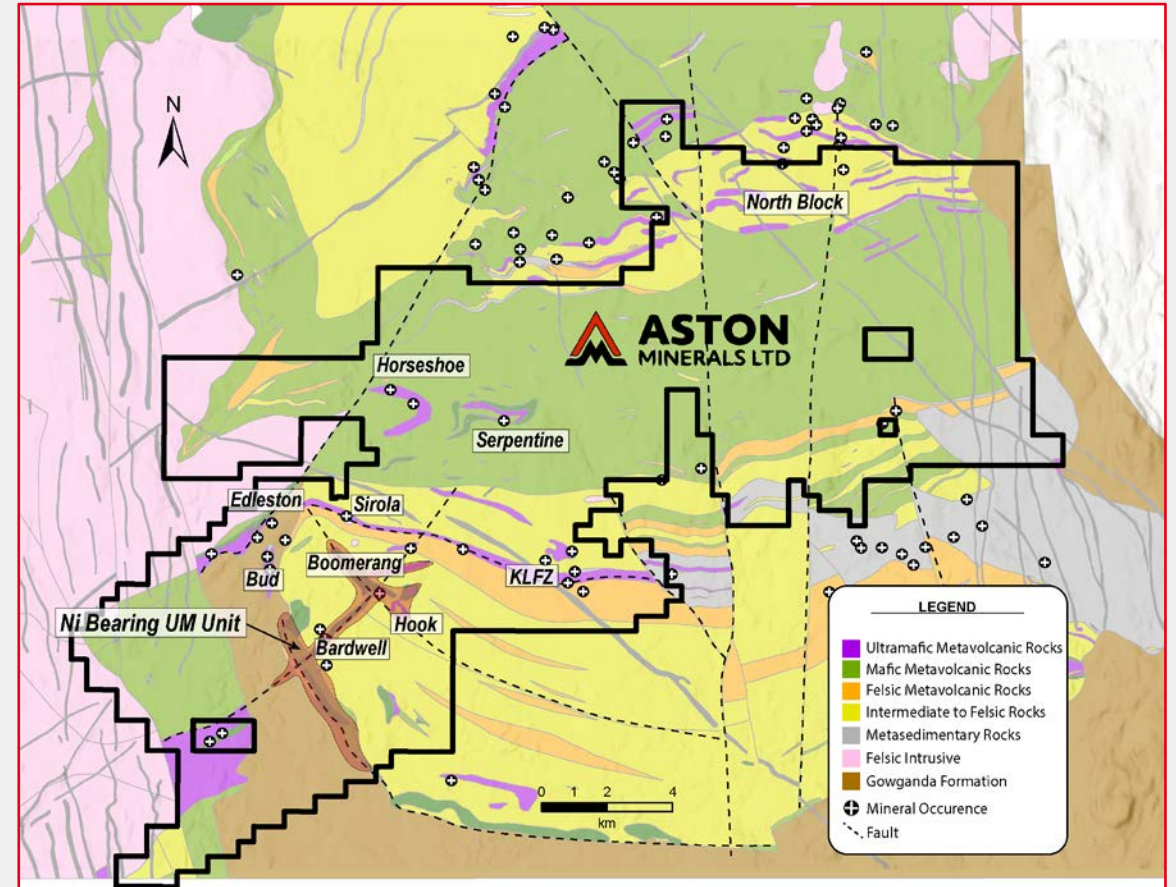 N
North Block
ASTON
MINERALS LTD
Horseshoe
Serpentine
Edleston
Sirola
Boomerang
Bud
KLFZ
Ni Bearing UM Unit
Hook
Bardwell
0 1 2 4
km
LEGEND
Ultramafic Metavolcanic Rocks
Mafic Metavolcanic Rocks
Felsic Metavolcanic Rocks
Intermediate to Felsic Rocks
Metasedimentary Rocks
Felsic Intrusive
Gowganda Formation
Mineral Occurence
Fault